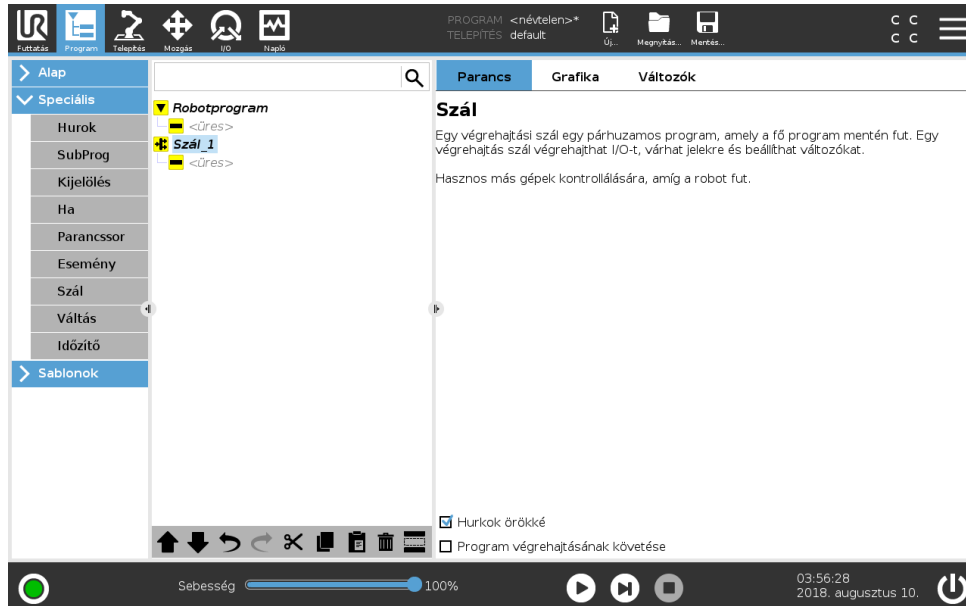 PROGRAM <névtelen>*
TELEPÍTÉS default
C C
C C
Futtatás
Program
Telepítés
Mozgás
I/O
Napló
Új...
Megnyitás...
Mentés...
Alap
Speciális
Hurok
SubProg
Kijelölés
Ha
Parancssor
Esemény
Szál
Váltás
Időzítő
Sablonok
Robotprogram
<üres>
Szál_1
<üres>
Parancs
Grafika
Változók
Szál
Egy végrehajtási szál egy párhuzamos program, amely a fő program mentén fut. Egy
végrehajtás szál végrehajthat I/O-t, várhat jelekre és beállíthat változókat.
Hasznos más gépek kontrollálására, amíg a robot fut.
Hurkok örökké
Program végrehajtásának követése
Sebesség
100%
03:56:28
2018. augusztus 10.